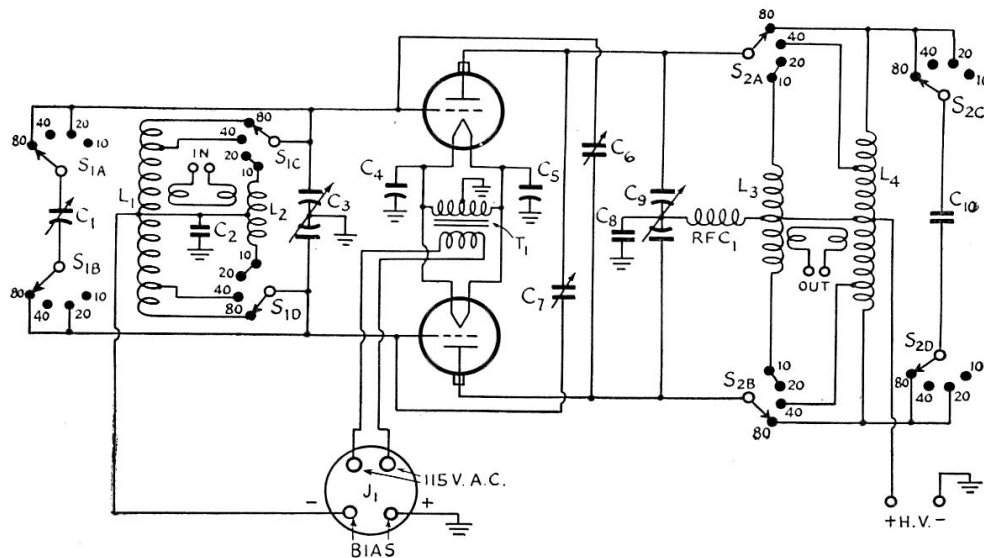 80
40
20
10
S1A
C1
S1B
80
40
20
10
L1
IN
C2
L2
80
40
20
10
S1C
10
20
40
80
S1D
C3
C4
C5
T1
C6
C7
C8
C9
RFC1
80
40
20
10
S2A
L3
OUT
L4
10
20
40
80
S2B
80
40
20
10
S2C
C10
S2D
80
40
20
10
115 V. A.C.
J1
−
+
BIAS
+ H.V. −